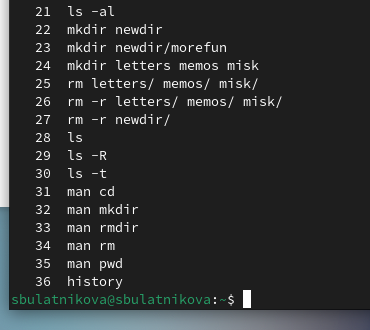 21 ls -al
22 mkdir newdir
23 mkdir newdir/morefun
24 mkdir letters memos misk
25 rm letters/ memos/ misk/
26 rm -r letters/ memos/ misk/
27 rm -r newdir/
28 ls
29 ls -R
30 ls -t
31 man cd
32 man mkdir
33 man rmdir
34 man rm
35 man pwd
36 history
sbulatnikova@sbulatnikova:~$